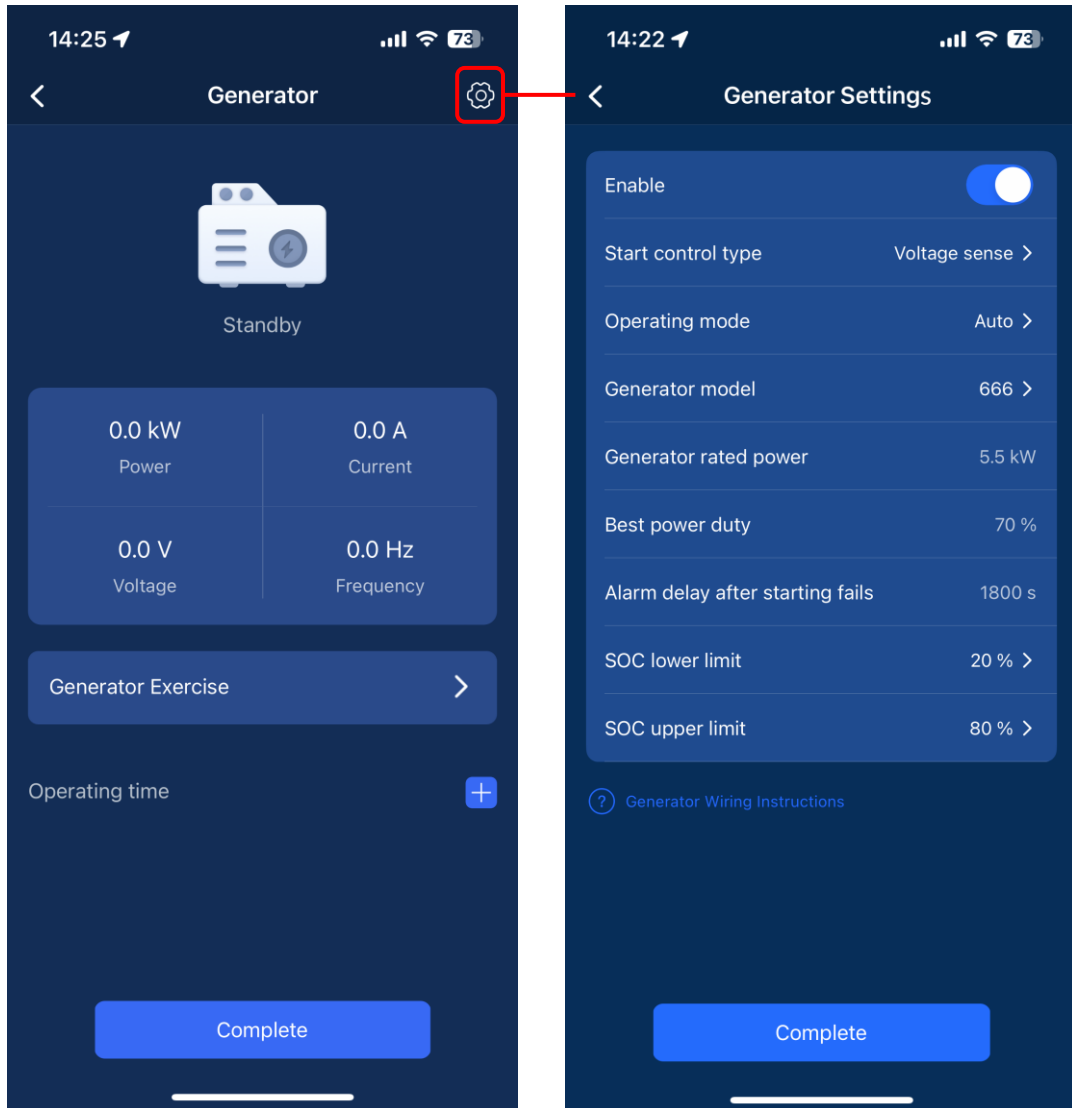 14:25
73
Generator
Standby
0.0 kW
Power
0.0 A
Current
0.0 V
Voltage
0.0 Hz
Frequency
Generator Exercise
Operating time
Complete
14:22
73
Generator Settings
Enable
Start control type Voltage sense
Operating mode Auto
Generator model 666
Generator rated power 5.5 kW
Best power duty 70 %
Alarm delay after starting fails 1800 s
SOC lower limit 20 %
SOC upper limit 80 %
? Generator Wiring Instructions
Complete